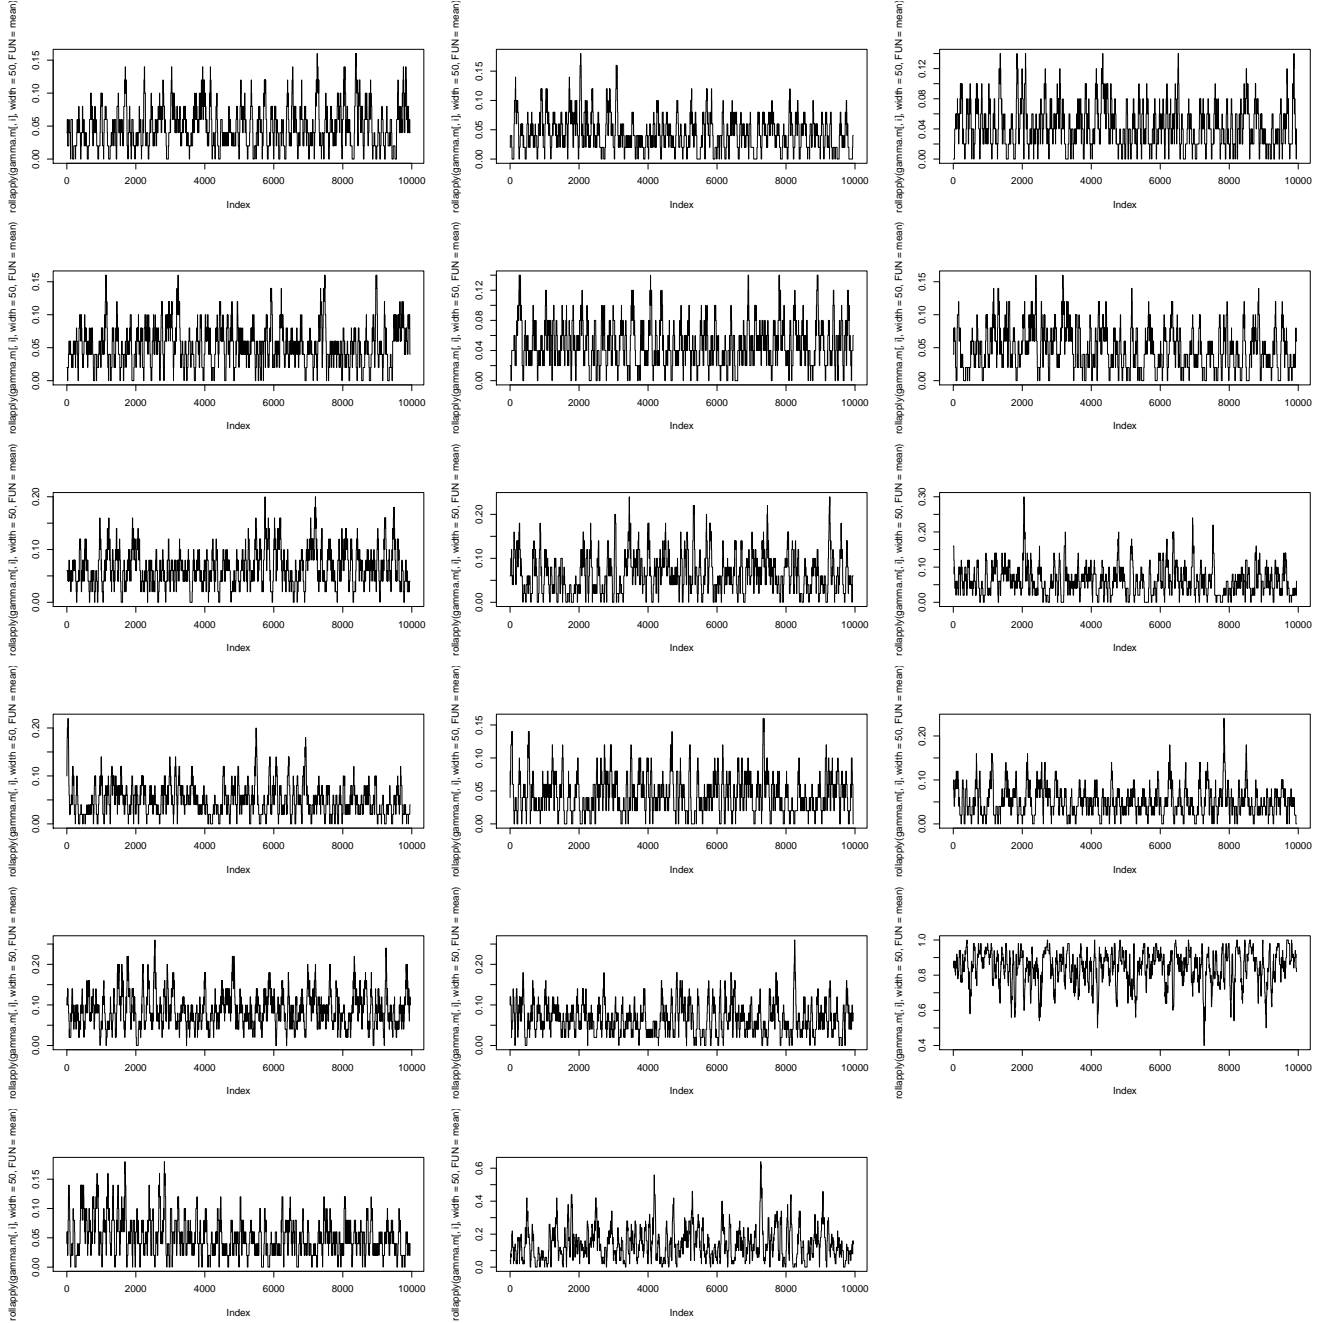 rollapply(gamma.m[, i], width = 50, FUN = mean)
0.00 0.05 0.10 0.15
0 2000 4000 6000 8000 10000
Index
rollapply(gamma.m[, i], width = 50, FUN = mean)
0.00 0.05 0.10 0.15
0 2000 4000 6000 8000 10000
Index
rollapply(gamma.m[, i], width = 50, FUN = mean)
0.00 0.04 0.08 0.12
0 2000 4000 6000 8000 10000
Index
rollapply(gamma.m[, i], width = 50, FUN = mean)
0.00 0.05 0.10 0.15
0 2000 4000 6000 8000 10000
Index
rollapply(gamma.m[, i], width = 50, FUN = mean)
0.00 0.04 0.08 0.12
0 2000 4000 6000 8000 10000
Index
rollapply(gamma.m[, i], width = 50, FUN = mean)
0.00 0.05 0.10 0.15
0 2000 4000 6000 8000 10000
Index
rollapply(gamma.m[, i], width = 50, FUN = mean)
0.00 0.10 0.20
0 2000 4000 6000 8000 10000
Index
rollapply(gamma.m[, i], width = 50, FUN = mean)
0.00 0.10 0.20
0 2000 4000 6000 8000 10000
Index
rollapply(gamma.m[, i], width = 50, FUN = mean)
0.00 0.10 0.20 0.30
0 2000 4000 6000 8000 10000
Index
rollapply(gamma.m[, i], width = 50, FUN = mean)
0.00 0.10 0.20
0 2000 4000 6000 8000 10000
Index
rollapply(gamma.m[, i], width = 50, FUN = mean)
0.00 0.05 0.10 0.15
0 2000 4000 6000 8000 10000
Index
rollapply(gamma.m[, i], width = 50, FUN = mean)
0.00 0.10 0.20
0 2000 4000 6000 8000 10000
Index
rollapply(gamma.m[, i], width = 50, FUN = mean)
0.00 0.10 0.20
0 2000 4000 6000 8000 10000
Index
rollapply(gamma.m[, i], width = 50, FUN = mean)
0.00 0.10 0.20
0 2000 4000 6000 8000 10000
Index
rollapply(gamma.m[, i], width = 50, FUN = mean)
0.4 0.6 0.8 1.0
0 2000 4000 6000 8000 10000
Index
rollapply(gamma.m[, i], width = 50, FUN = mean)
0.00 0.05 0.10 0.15
0 2000 4000 6000 8000 10000
Index
rollapply(gamma.m[, i], width = 50, FUN = mean)
0.0 0.2 0.4 0.6
0 2000 4000 6000 8000 10000
Index